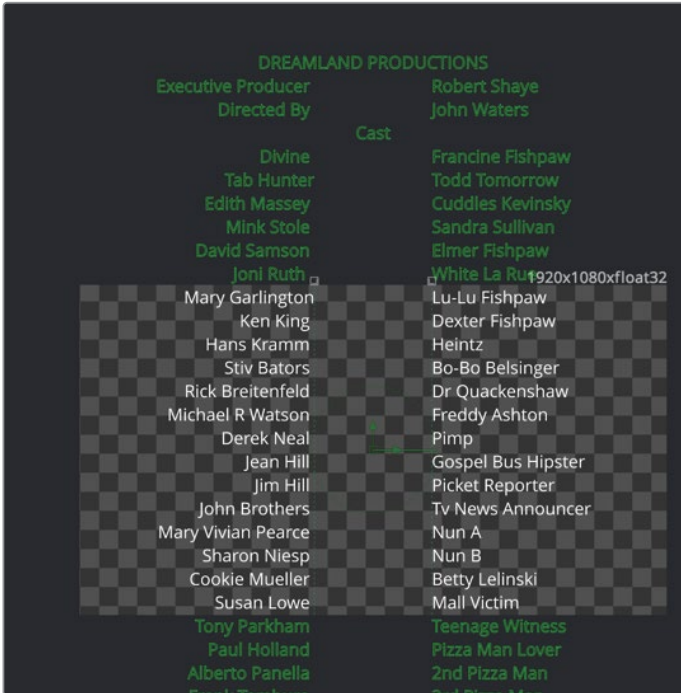 DREAMLAND PRODUCTIONS
Executive Producer Robert Shaye
Directed By John Waters
Cast
Divine Francine Fishpaw
Tab Hunter Todd Tomorrow
Edith Massey Cuddles Kevinsky
Mink Stole Sandra Sullivan
David Samson Elmer Fishpaw
Joni Ruth White La Rue 1920x1080xfloat32
Mary Garlington Lu-Lu Fishpaw
Ken King Dexter Fishpaw
Hans Kramm Heintz
Stiv Bators Bo-Bo Belsinger
Rick Breitenfeld Dr Quackenshaw
Michael R Watson Freddy Ashton
Derek Neal Pimp
Jean Hill Gospel Bus Hipster
Jim Hill Picket Reporter
John Brothers Tv News Announcer
Mary Vivian Pearce Nun A
Sharon Niesp Nun B
Cookie Mueller Betty Lelinski
Susan Lowe Mall Victim
Tony Parkham Teenage Witness
Paul Holland Pizza Man Lover
Alberto Panella 2nd Pizza Man